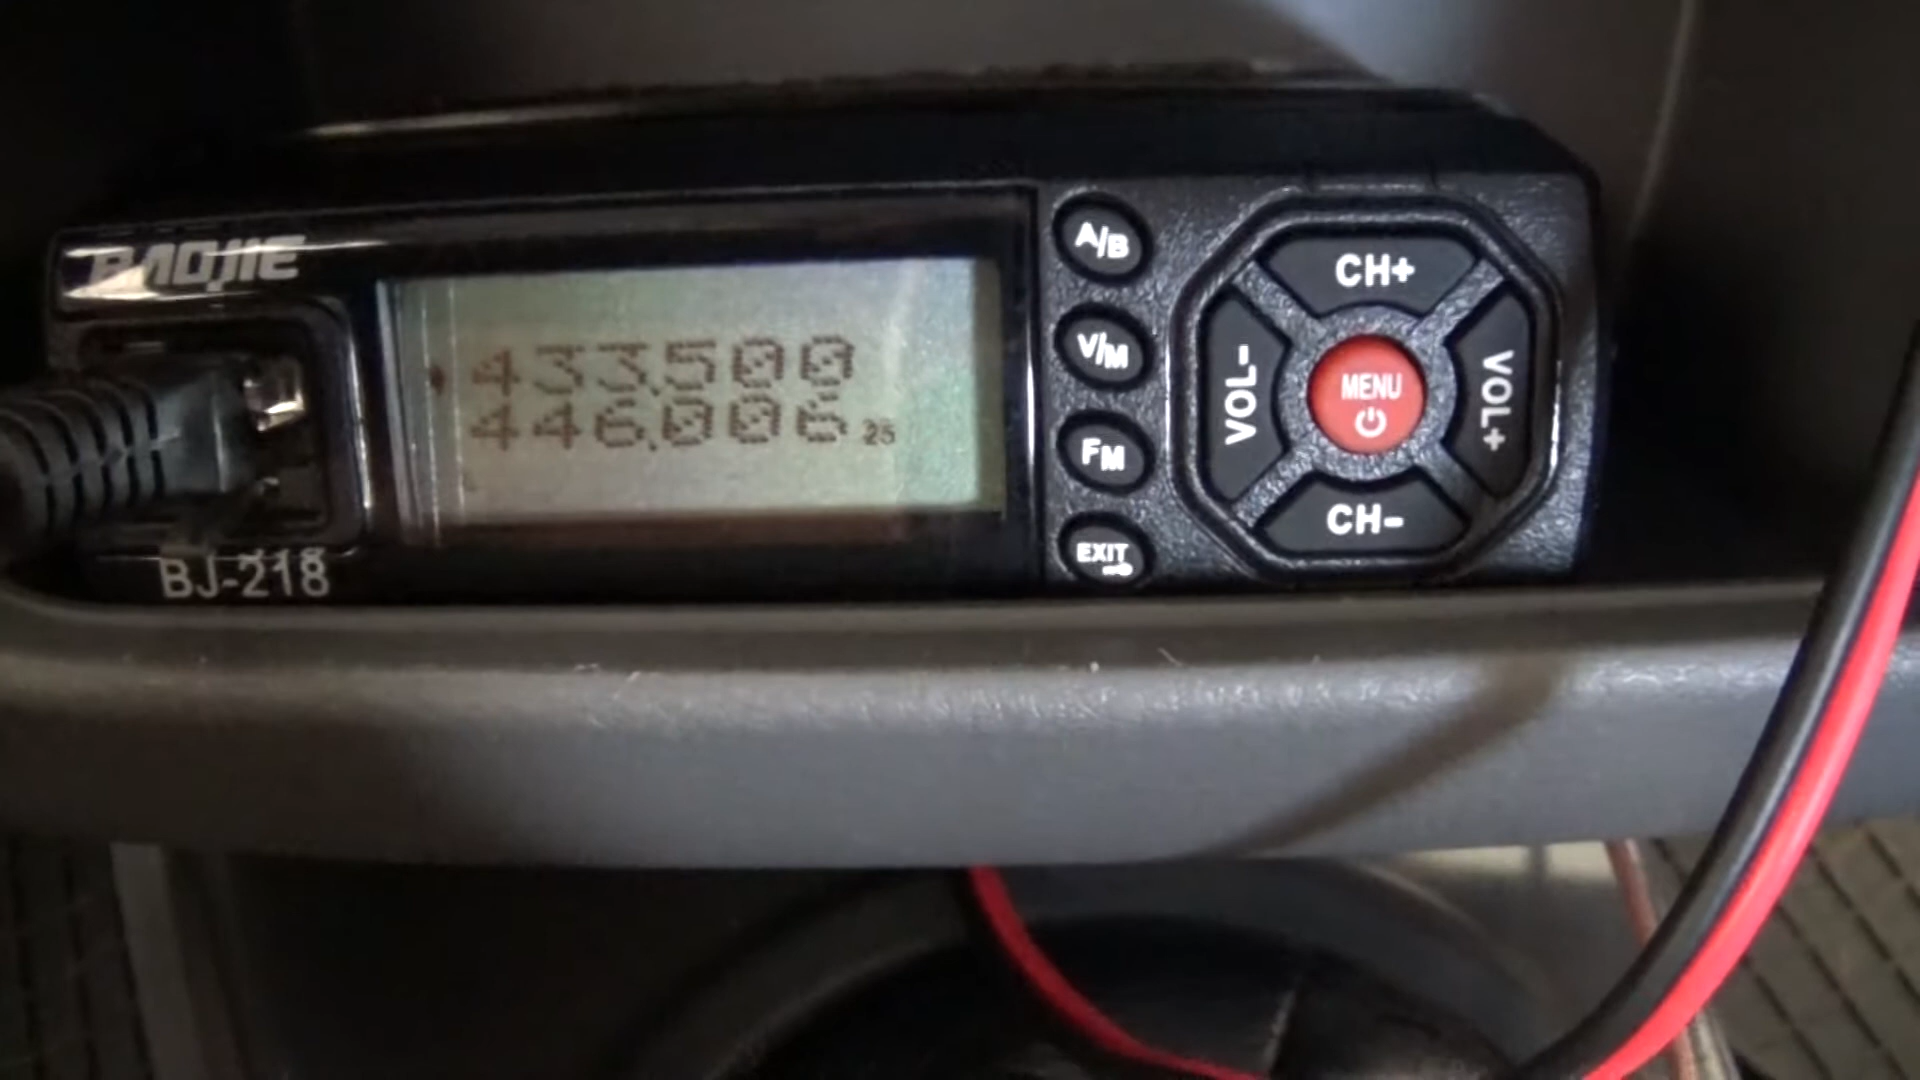 BAOJIE
433.500
446.006 25
BJ-218
A/B
V/M
FM
EXIT
CH+
VOL-
MENU
VOL+
CH-